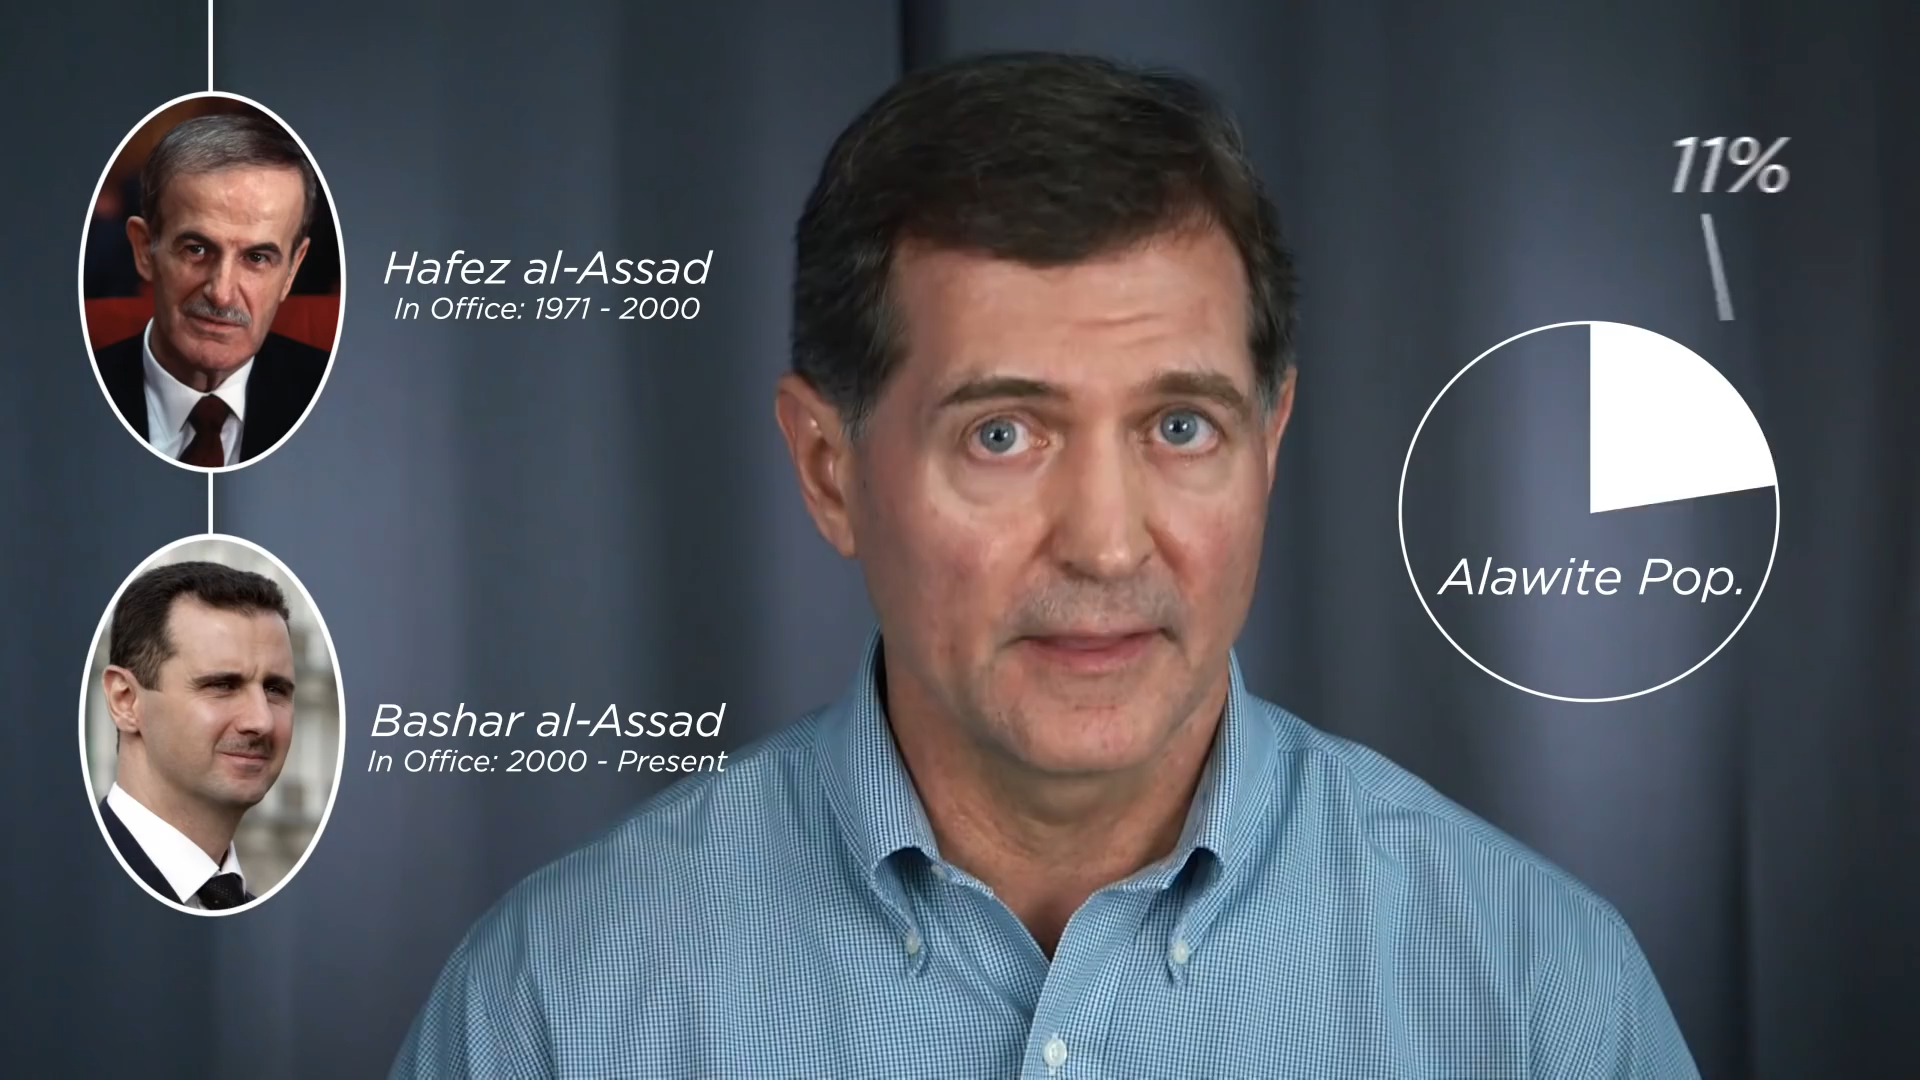 Hafez al-Assad
In Office: 1971 - 2000
Bashar al-Assad
In Office: 2000 - Present
11%
Alawite Pop.